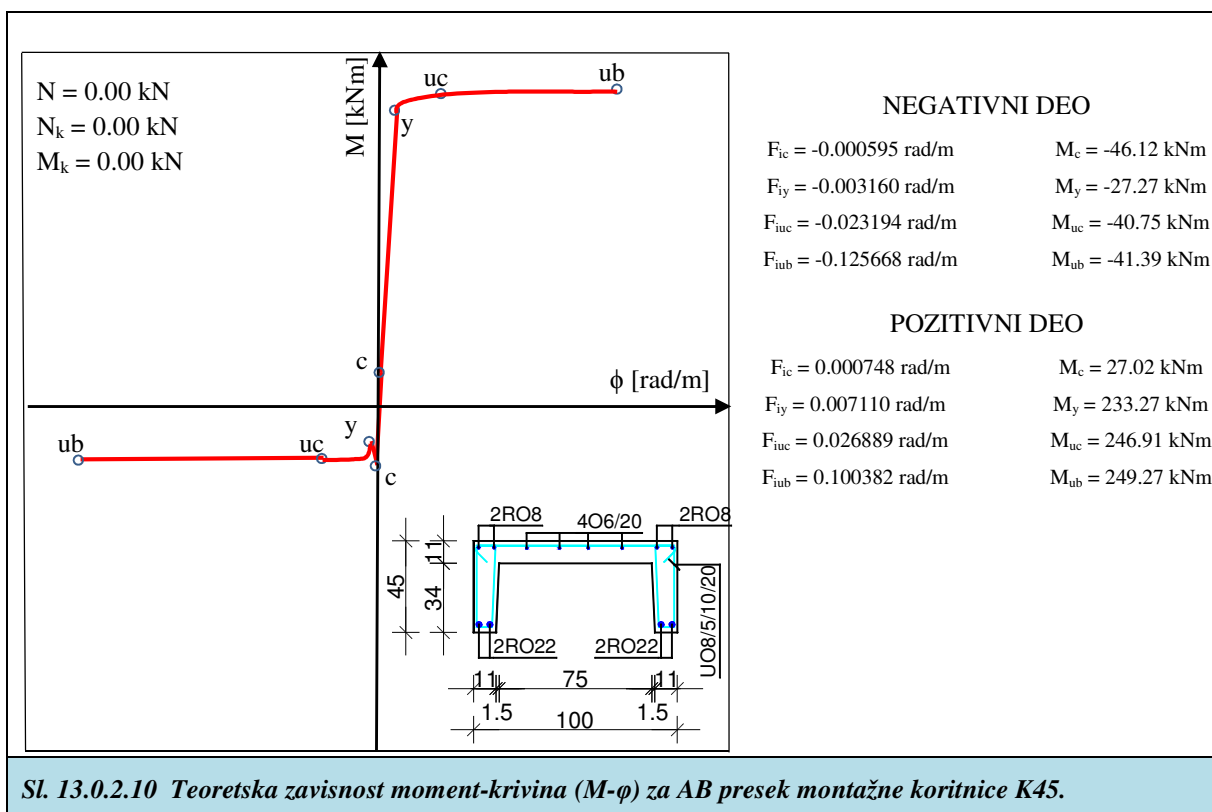 N = 0.00 kN
N_k = 0.00 kN
M_k = 0.00 kN
M [kNm]
uc
ub
y
c
ϕ [rad/m]
ub
uc
y
c
2RO8
4O6/20
2RO8
11
45
34
UO8/5/10/20
2RO22
2RO22
11
75
11
1.5
1.5
100
NEGATIVNI DEO
F_ic = -0.000595 rad/m M_c = -46.12 kNm
F_iy = -0.003160 rad/m M_y = -27.27 kNm
F_iuc = -0.023194 rad/m M_uc = -40.75 kNm
F_iub = -0.125668 rad/m M_ub = -41.39 kNm
POZITIVNI DEO
F_ic = 0.000748 rad/m M_c = 27.02 kNm
F_iy = 0.007110 rad/m M_y = 233.27 kNm
F_iuc = 0.026889 rad/m M_uc = 246.91 kNm
F_iub = 0.100382 rad/m M_ub = 249.27 kNm
Sl. 13.0.2.10 Teoretska zavisnost moment-krivina (M-φ) za AB presek montažne koritnice K45.